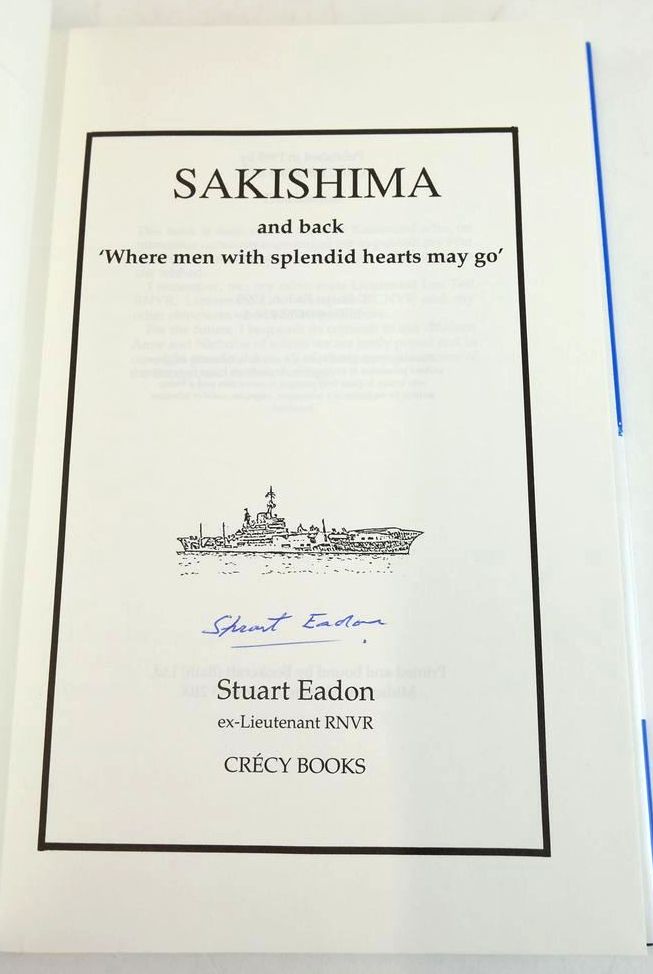 SAKISHIMA
and back
‘Where men with splendid hearts may go’
Stuart Eadon
Stuart Eadon
ex-Lieutenant RNVR
CRÉCY BOOKS